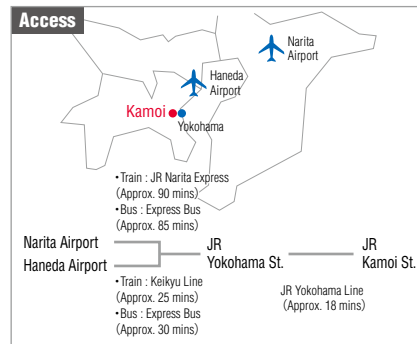 Access
Narita
Airport
Haneda
Airport
Kamoi
Yokohama
・Train : JR Narita Express
(Approx. 90 mins)
・Bus : Express Bus
(Approx. 85 mins)
Narita Airport
Haneda Airport
JR
Yokohama St.
JR
Kamoi St.
・Train : Keikyu Line
(Approx. 25 mins)
・Bus : Express Bus
(Approx. 30 mins)
JR Yokohama Line
(Approx. 18 mins)